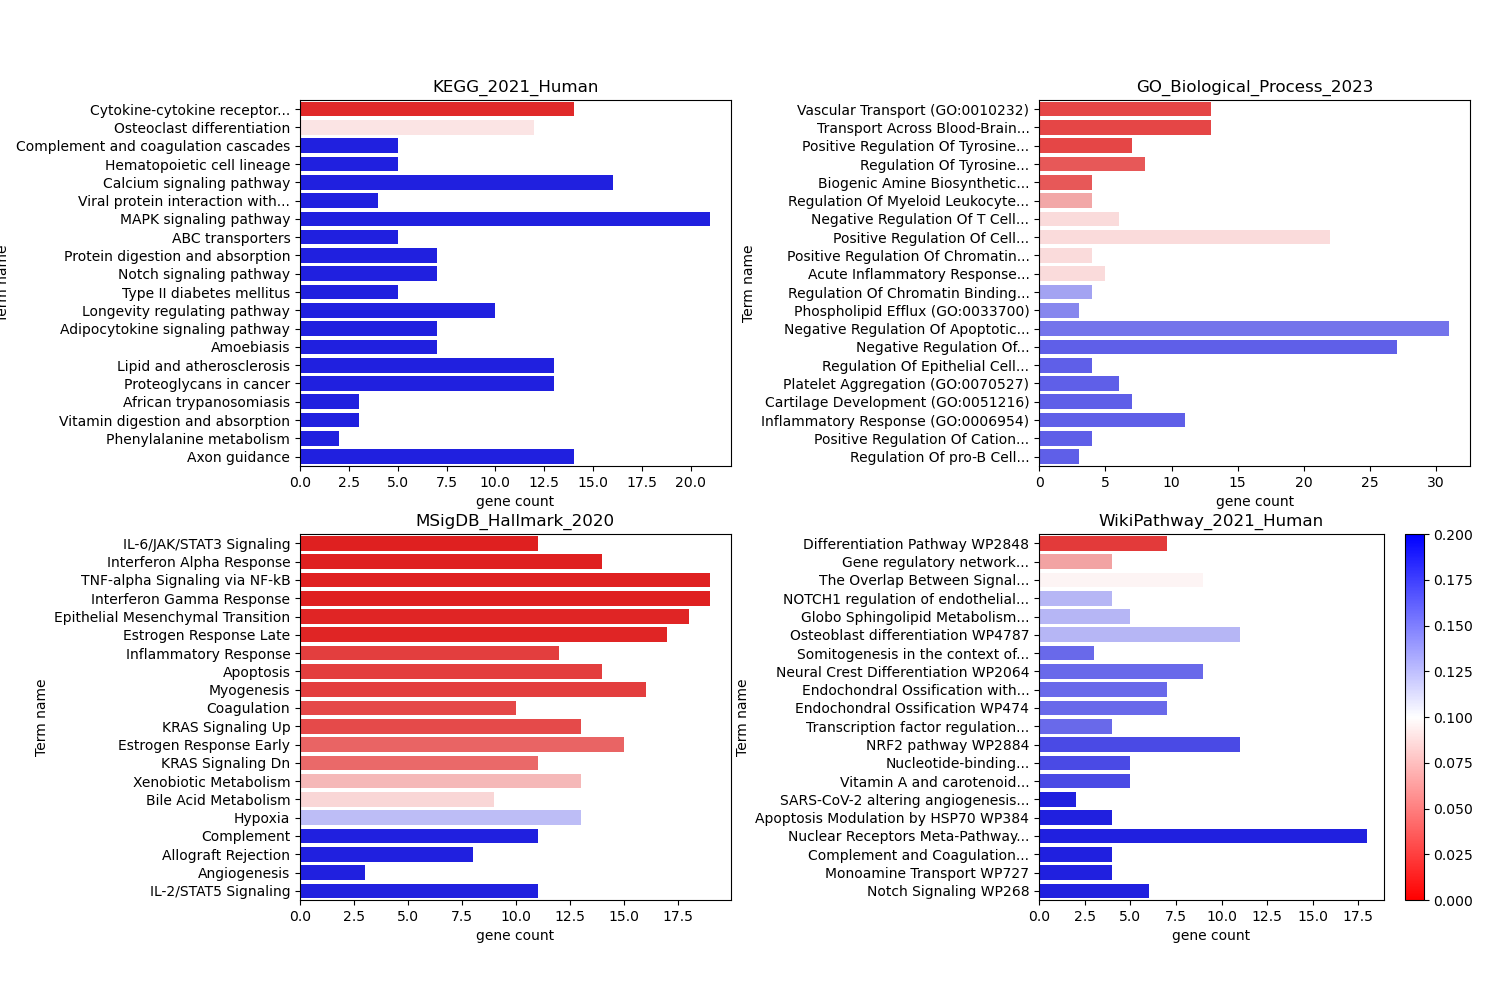 KEGG_2021_Human
Term name
Cytokine-cytokine receptor...
Osteoclast differentiation
Complement and coagulation cascades
Hematopoietic cell lineage
Calcium signaling pathway
Viral protein interaction with...
MAPK signaling pathway
ABC transporters
Protein digestion and absorption
Notch signaling pathway
Type II diabetes mellitus
Longevity regulating pathway
Adipocytokine signaling pathway
Amoebiasis
Lipid and atherosclerosis
Proteoglycans in cancer
African trypanosomiasis
Vitamin digestion and absorption
Phenylalanine metabolism
Axon guidance
0.0 2.5 5.0 7.5 10.0 12.5 15.0 17.5 20.0
gene count
GO_Biological_Process_2023
Term name
Vascular Transport (GO:0010232)
Transport Across Blood-Brain...
Positive Regulation Of Tyrosine...
Regulation Of Tyrosine...
Biogenic Amine Biosynthetic...
Regulation Of Myeloid Leukocyte...
Negative Regulation Of T Cell...
Positive Regulation Of Cell...
Positive Regulation Of Chromatin...
Acute Inflammatory Response...
Regulation Of Chromatin Binding...
Phospholipid Efflux (GO:0033700)
Negative Regulation Of Apoptotic...
Negative Regulation Of...
Regulation Of Epithelial Cell...
Platelet Aggregation (GO:0070527)
Cartilage Development (GO:0051216)
Inflammatory Response (GO:0006954)
Positive Regulation Of Cation...
Regulation Of pro-B Cell...
0 5 10 15 20 25 30
gene count
MSigDB_Hallmark_2020
Term name
IL-6/JAK/STAT3 Signaling
Interferon Alpha Response
TNF-alpha Signaling via NF-kB
Interferon Gamma Response
Epithelial Mesenchymal Transition
Estrogen Response Late
Inflammatory Response
Apoptosis
Myogenesis
Coagulation
KRAS Signaling Up
Estrogen Response Early
KRAS Signaling Dn
Xenobiotic Metabolism
Bile Acid Metabolism
Hypoxia
Complement
Allograft Rejection
Angiogenesis
IL-2/STAT5 Signaling
0.0 2.5 5.0 7.5 10.0 12.5 15.0 17.5
gene count
WikiPathway_2021_Human
Term name
Differentiation Pathway WP2848
Gene regulatory network...
The Overlap Between Signal...
NOTCH1 regulation of endothelial...
Globo Sphingolipid Metabolism...
Osteoblast differentiation WP4787
Somitogenesis in the context of...
Neural Crest Differentiation WP2064
Endochondral Ossification with...
Endochondral Ossification WP474
Transcription factor regulation...
NRF2 pathway WP2884
Nucleotide-binding...
Vitamin A and carotenoid...
SARS-CoV-2 altering angiogenesis...
Apoptosis Modulation by HSP70 WP384
Nuclear Receptors Meta-Pathway...
Complement and Coagulation...
Monoamine Transport WP727
Notch Signaling WP268
0.0 2.5 5.0 7.5 10.0 12.5 15.0 17.5
gene count
0.200
0.175
0.150
0.125
0.100
0.075
0.050
0.025
0.000